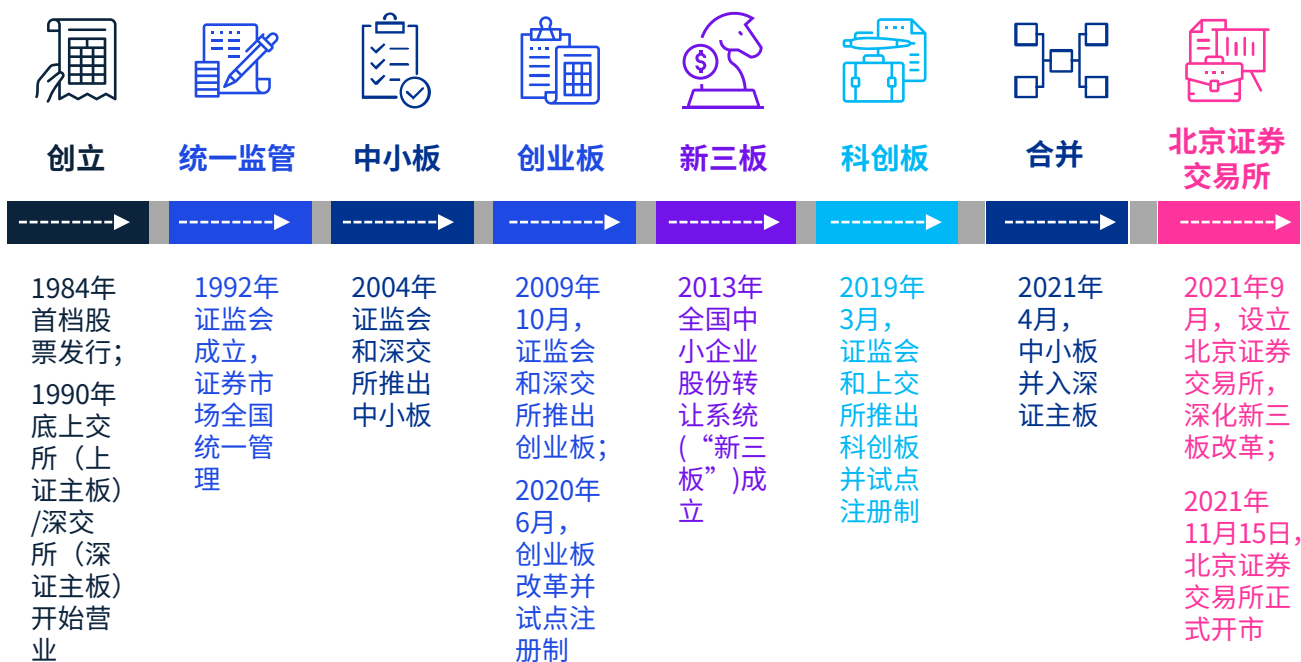 创立
1984年
首档股
票发行；
1990年
底上交
所（上
证主板）
/深交
所（深
证主板）
开始营
业
统一监管
1992年
证监会
成立，
证券市
场全国
统一管
理
中小板
2004年
证监会
和深交
所推出
中小板
创业板
2009年
10月，
证监会
和深交
所推出
创业板；
2020年
6月，
创业板
改革并
试点注
册制
$
新三板
2013年
全国中
小企业
股份转
让系统
(“新三
板”)成
立
科创板
2019年
3月，
证监会
和上交
所推出
科创板
并试点
注册制
合并
2021年
4月，
中小板
并入深
证主板
北京证券
交易所
2021年9
月，设立
北京证券
交易所，
深化新三
板改革；
2021年
11月15日，
北京证券
交易所正
式开市